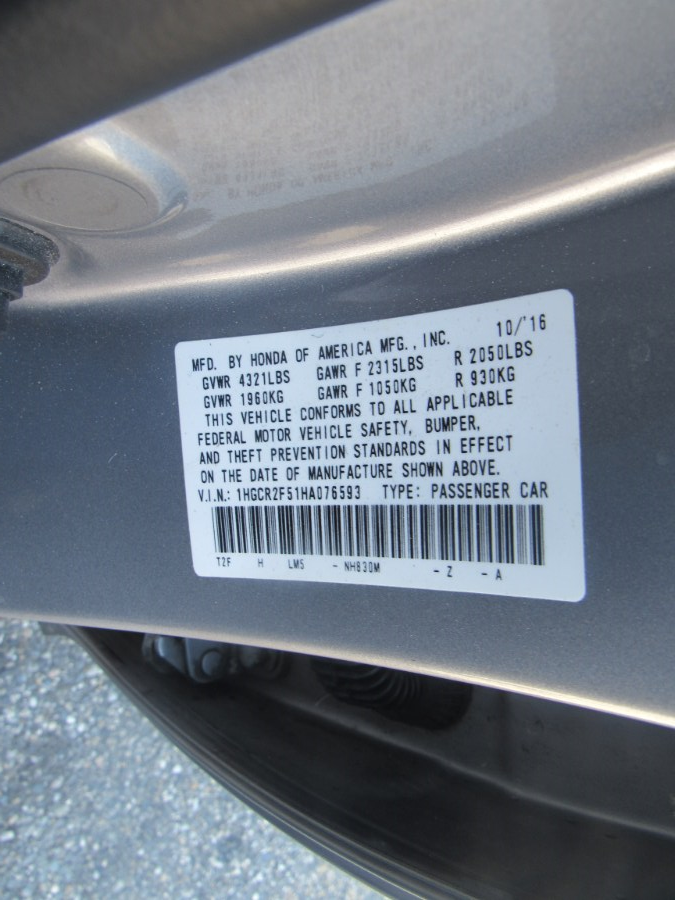 MFD. BY HONDA OF AMERICA MFG., INC. 10/'16
GVWR 4321LBS GAWR F 2315LBS R 2050LBS
GVWR 1960KG GAWR F 1050KG R 930KG
THIS VEHICLE CONFORMS TO ALL APPLICABLE
FEDERAL MOTOR VEHICLE SAFETY, BUMPER,
AND THEFT PREVENTION STANDARDS IN EFFECT
ON THE DATE OF MANUFACTURE SHOWN ABOVE.
V.I.N.: 1HGCR2F51HA076593 TYPE: PASSENGER CAR
T2F H LM5 - NH830M - Z - A